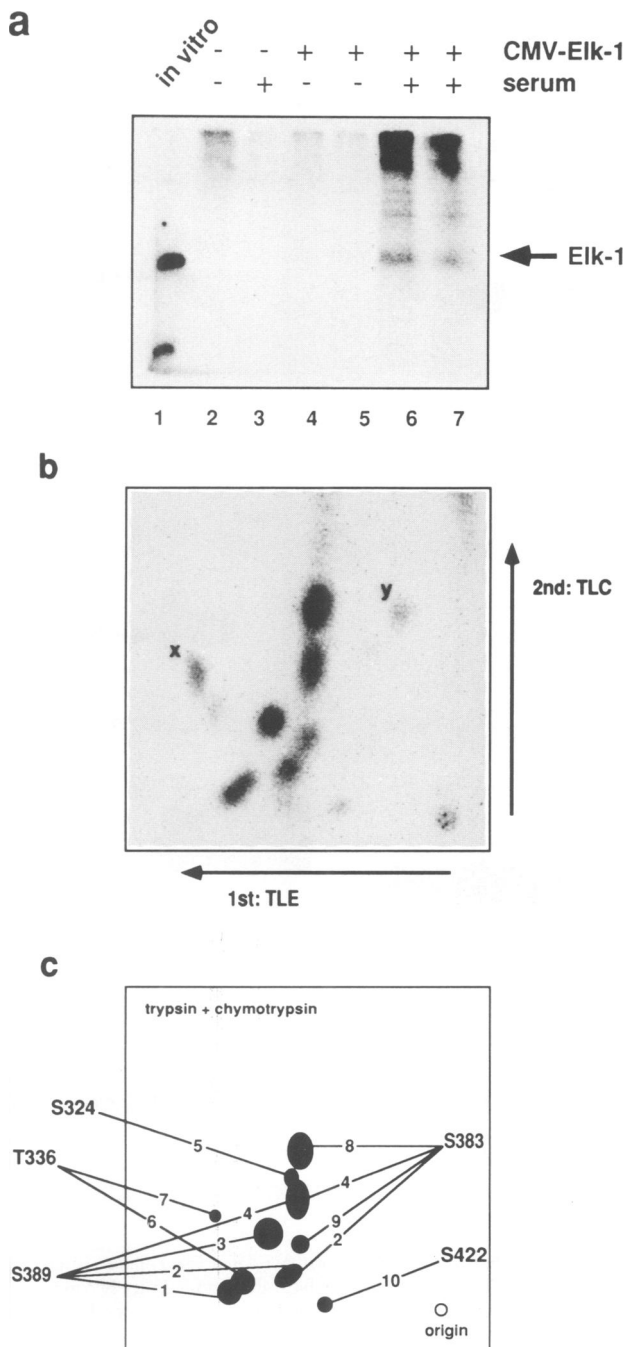 a
in vitro - - + + + + CMV-Elk-1
- + - - + + serum
Elk-1
1 2 3 4 5 6 7
b
x
y
2nd: TLC
1st: TLE
c
trypsin + chymotrypsin
S324
T336
S389
S383
S422
5
8
7
4
4
6
3
9
2
2
1
10
origin